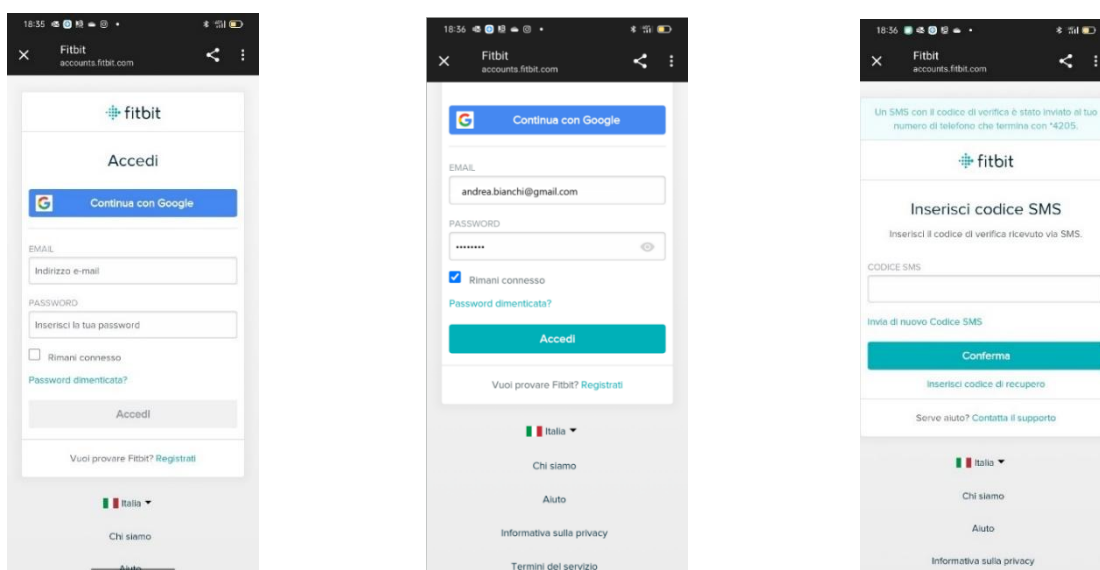 18:35
Fitbit
accounts.fitbit.com
fitbit
Accedi
Continua con Google
EMAIL
Indirizzo e-mail
PASSWORD
Inserisci la tua password
Rimani connesso
Password dimenticata?
Accedi
Vuoi provare Fitbit? Registrati
Italia
Chi siamo
Aiuto
18:36
Fitbit
accounts.fitbit.com
Continua con Google
EMAIL
andrea.bianchi@gmail.com
PASSWORD
Rimani connesso
Password dimenticata?
Accedi
Vuoi provare Fitbit? Registrati
Italia
Chi siamo
Aiuto
Informativa sulla privacy
Termini del servizio
18:36
Fitbit
accounts.fitbit.com
Un SMS con il codice di verifica è stato inviato al tuo
numero di telefono che termina con *4205.
fitbit
Inserisci codice SMS
Inserisci il codice di verifica ricevuto via SMS.
CODICE SMS
Invia di nuovo Codice SMS
Conferma
Inserisci codice di recupero
Serve aiuto? Contatta il supporto
Italia
Chi siamo
Aiuto
Informativa sulla privacy